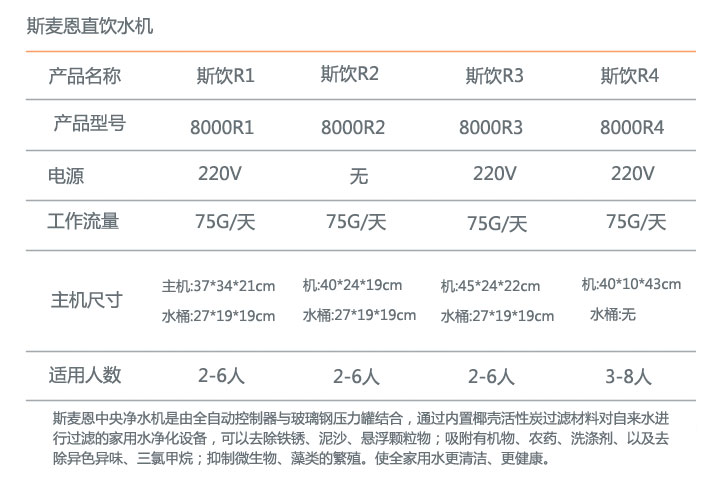 斯麦恩直饮水机
产品名称 斯饮R1 斯饮R2 斯饮R3 斯饮R4
产品型号 8000R1 8000R2 8000R3 8000R4
电源 220V 无 220V 220V
工作流量 75G/天 75G/天 75G/天 75G/天
主机尺寸
主机:37*34*21cm 机:40*24*19cm 机:45*24*22cm 机:40*10*43cm
水桶:27*19*19cm 水桶:27*19*19cm 水桶:27*19*19cm 水桶:无
适用人数 2-6人 2-6人 2-6人 3-8人
斯麦恩中央净水机是由全自动控制器与玻璃钢压力罐结合，通过内置椰壳活性炭过滤材料对自来水进
行过滤的家用水净化设备，可以去除铁锈、泥沙、悬浮颗粒物；吸附有机物、农药、洗涤剂、以及去
除异色异味、三氯甲烷；抑制微生物、藻类的繁殖。使全家用水更清洁、更健康。